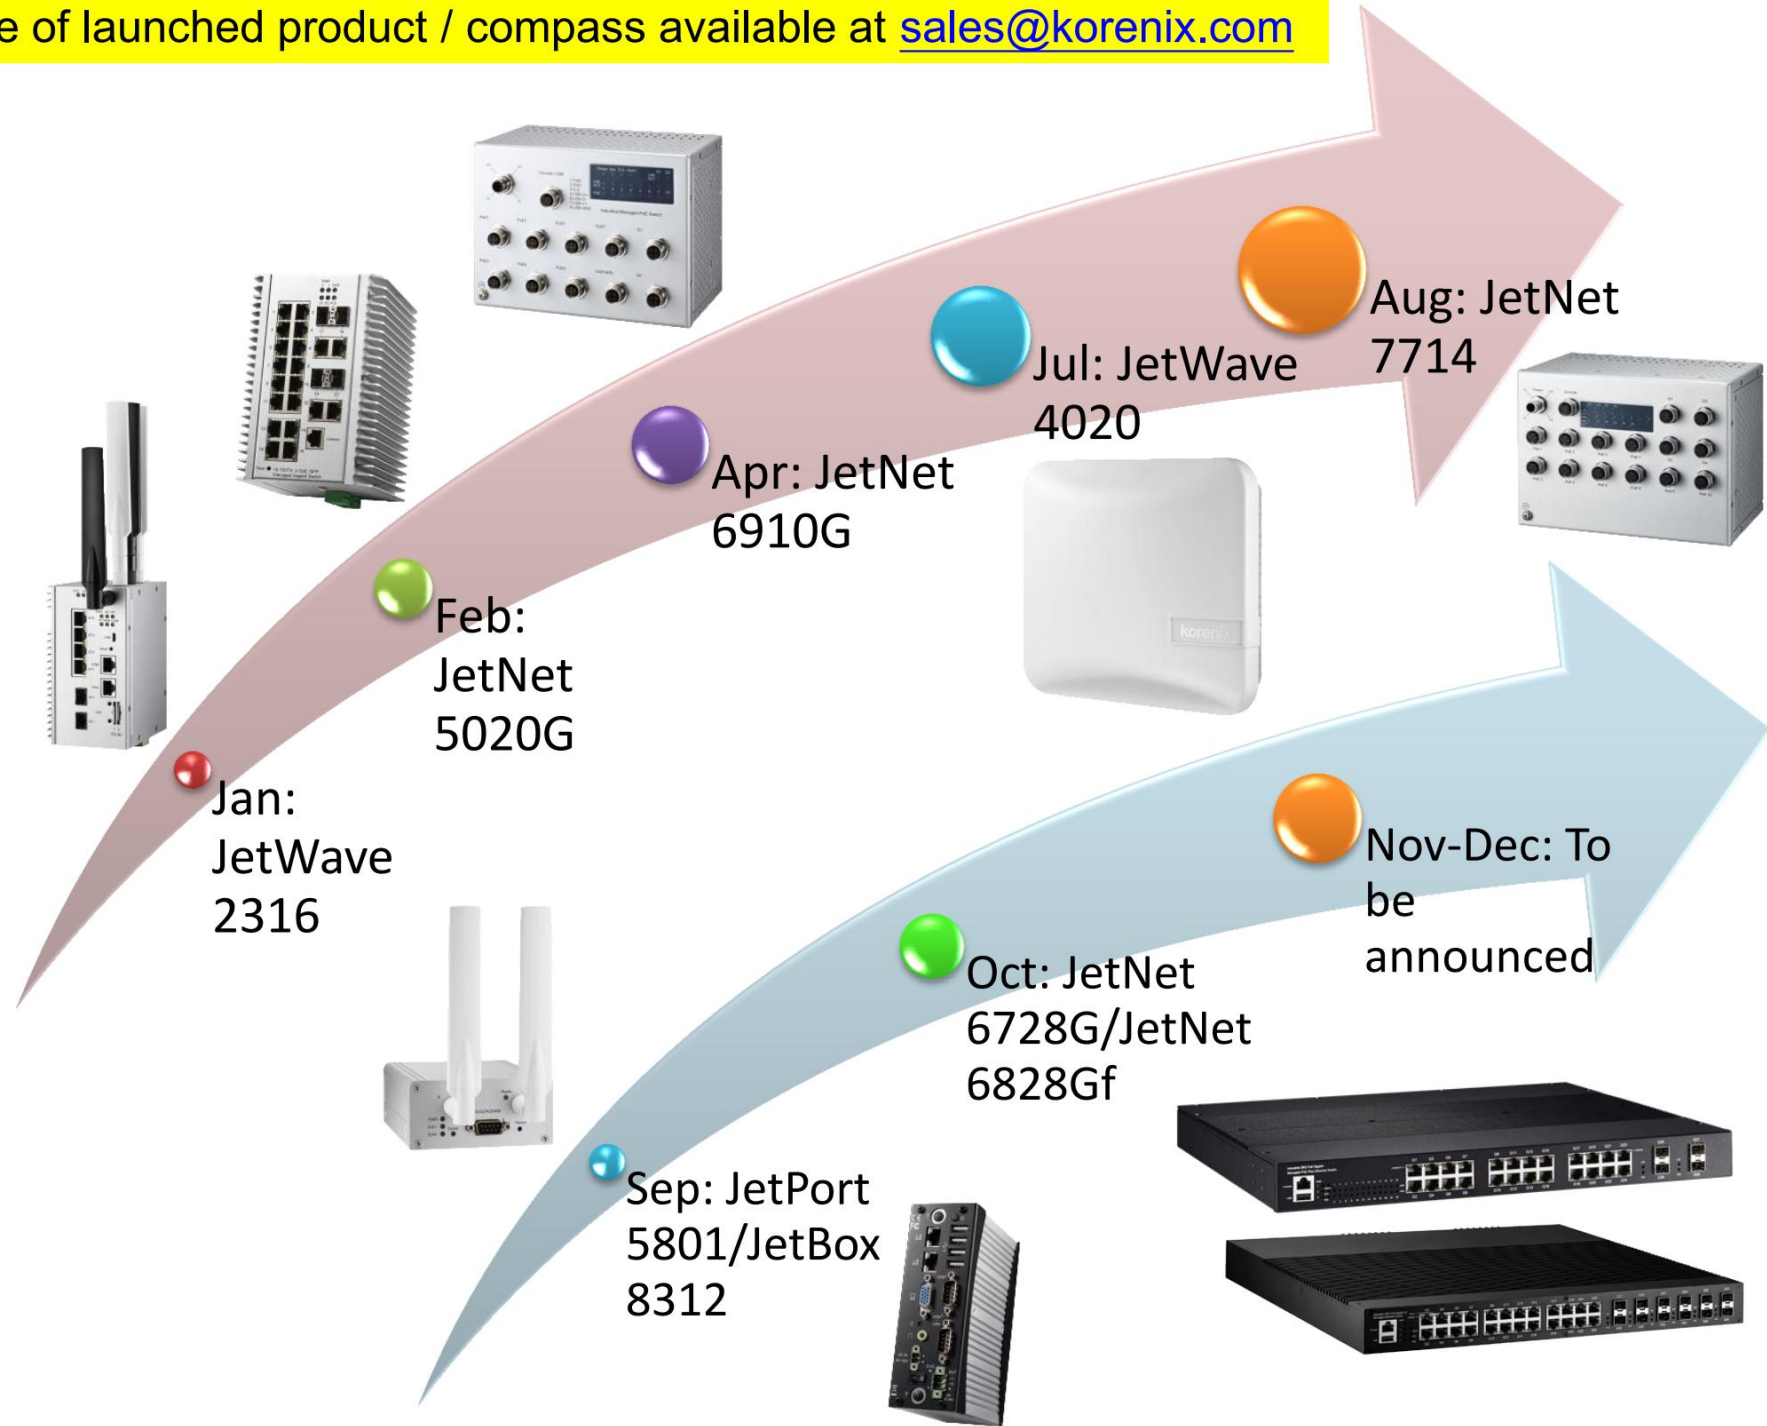 e of launched product / compass available at sales@korenix.com
Aug: JetNet
7714
Jul: JetWave
4020
Apr: JetNet
6910G
Feb:
JetNet
5020G
korenix
Jan:
JetWave
2316
Nov-Dec: To
be
announced
Oct: JetNet
6728G/JetNet
6828Gf
Sep: JetPort
5801/JetBox
8312